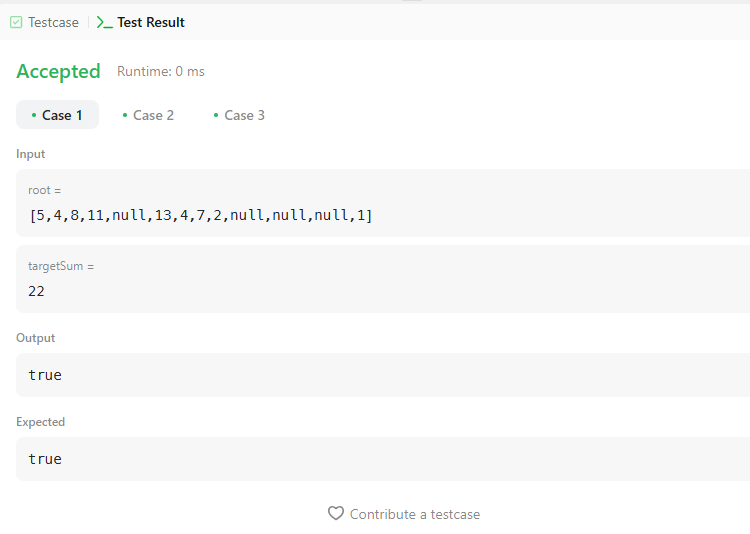 Testcase | Test Result
Accepted Runtime: 0 ms
Case 1 Case 2 Case 3
Input
root =
[5,4,8,11,null,13,4,7,2,null,null,null,1]
targetSum =
22
Output
true
Expected
true
Contribute a testcase